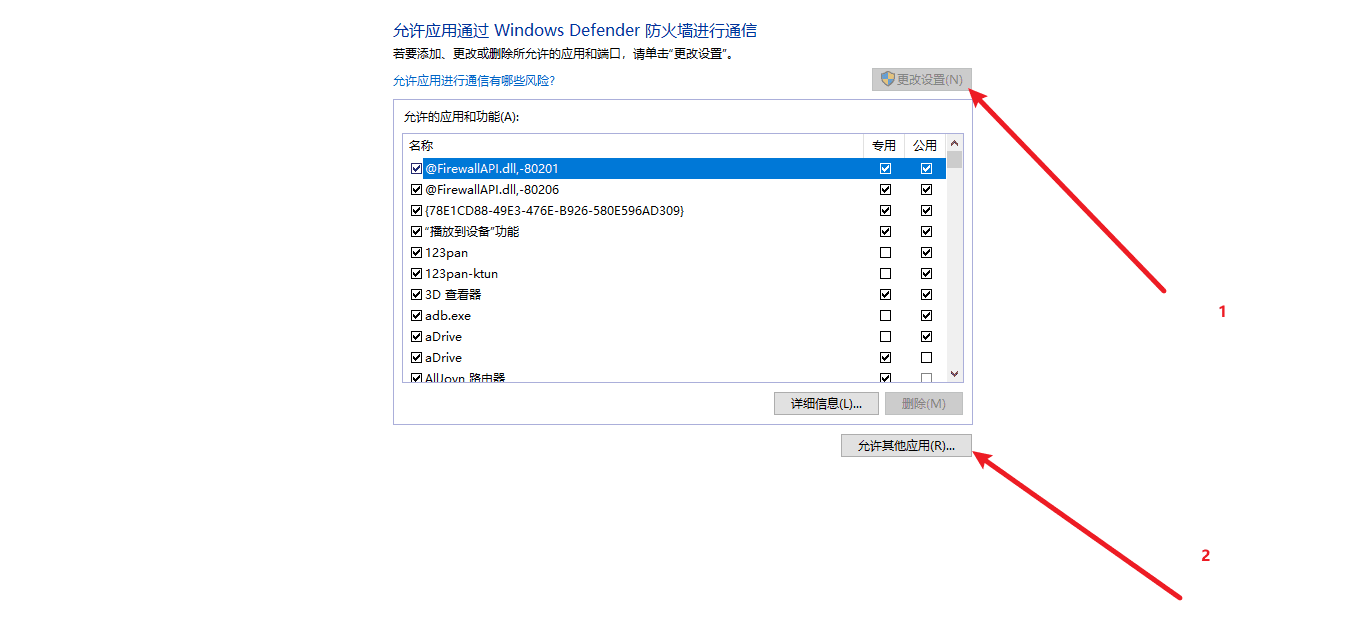 允许应用通过 Windows Defender 防火墙进行通信
若要添加、更改或删除所允许的应用和端口，请单击"更改设置"。
允许应用进行通信有哪些风险?
更改设置(N)
允许的应用和功能(A):
名称 专用 公用
@FirewallAPI.dll,-80201
@FirewallAPI.dll,-80206
{78E1CD88-49E3-476E-B926-580E596AD309}
"播放到设备"功能
123pan
123pan-ktun
3D 查看器
adb.exe
aDrive
aDrive
AllJoyn 路由器
详细信息(L)... 删除(M)
允许其他应用(R)...
1
2